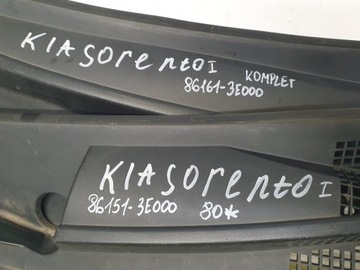 KIA sorento I
KOMPLET
86161-3E000
KIA sorento I
86151-3E000 80*